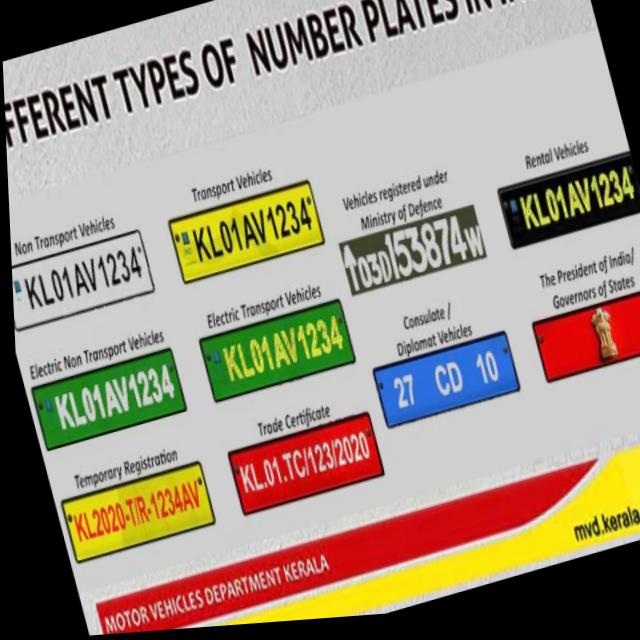 FFERENT TYPES OF NUMBER PLATES IN
Non Transport Vehicles
KL01AV1234
Transport Vehicles
KL01AV1234
Vehicles registered under
Ministry of Defence
↑03D153874W
Rental Vehicles
KL01AV1234
Electric Non Transport Vehicles
KL01AV1234
Electric Transport Vehicles
KL01AV1234
Consulate /
Diplomat Vehicles
27 CD 10
The President of India/
Governors of States
Temporary Registration
KL2020-T/R-1234AV
Trade Certificate
KL.01.TC/123/2020
MOTOR VEHICLES DEPARTMENT KERALA
mvd.kerala